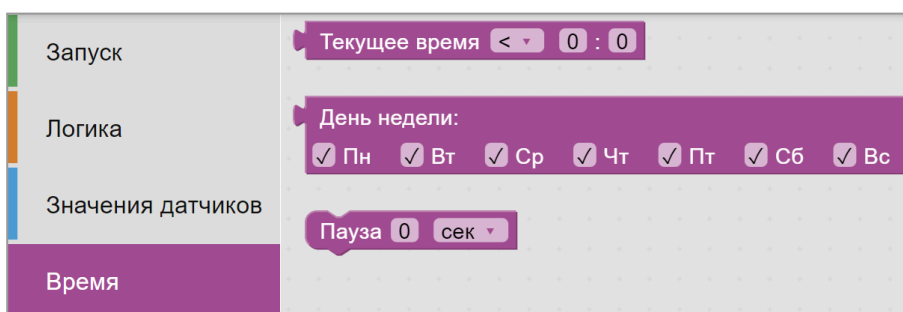 Запуск
Логика
Значения датчиков
Время
Текущее время < 0 : 0
День недели:
Пн Вт Ср Чт Пт Сб Вс
Пауза 0 сек